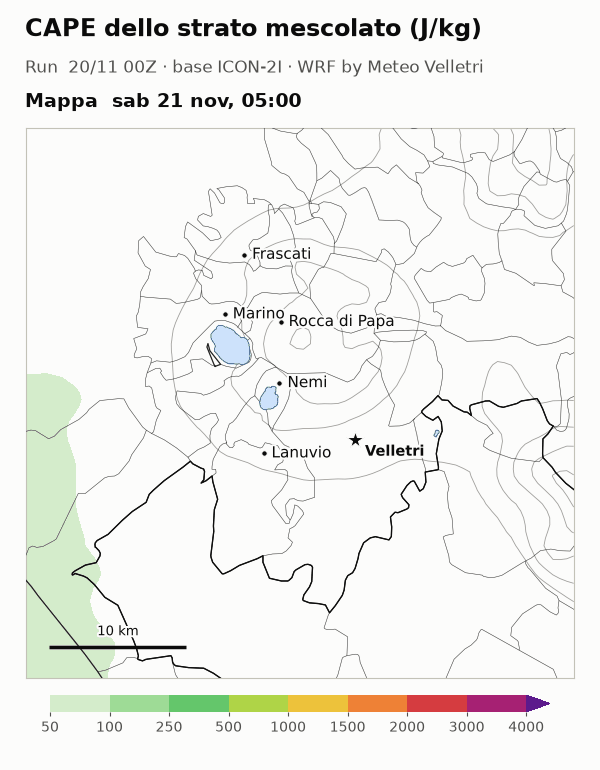 CAPE dello strato mescolato (J/kg)
Run  20/11 00Z · base ICON-2I · WRF by Meteo Velletri
Mappa  sab 21 nov, 05:00
Frascati
Marino
Rocca di Papa
Nemi
Velletri
Lanuvio
10 km
50 100 250 500 1000 1500 2000 3000 4000